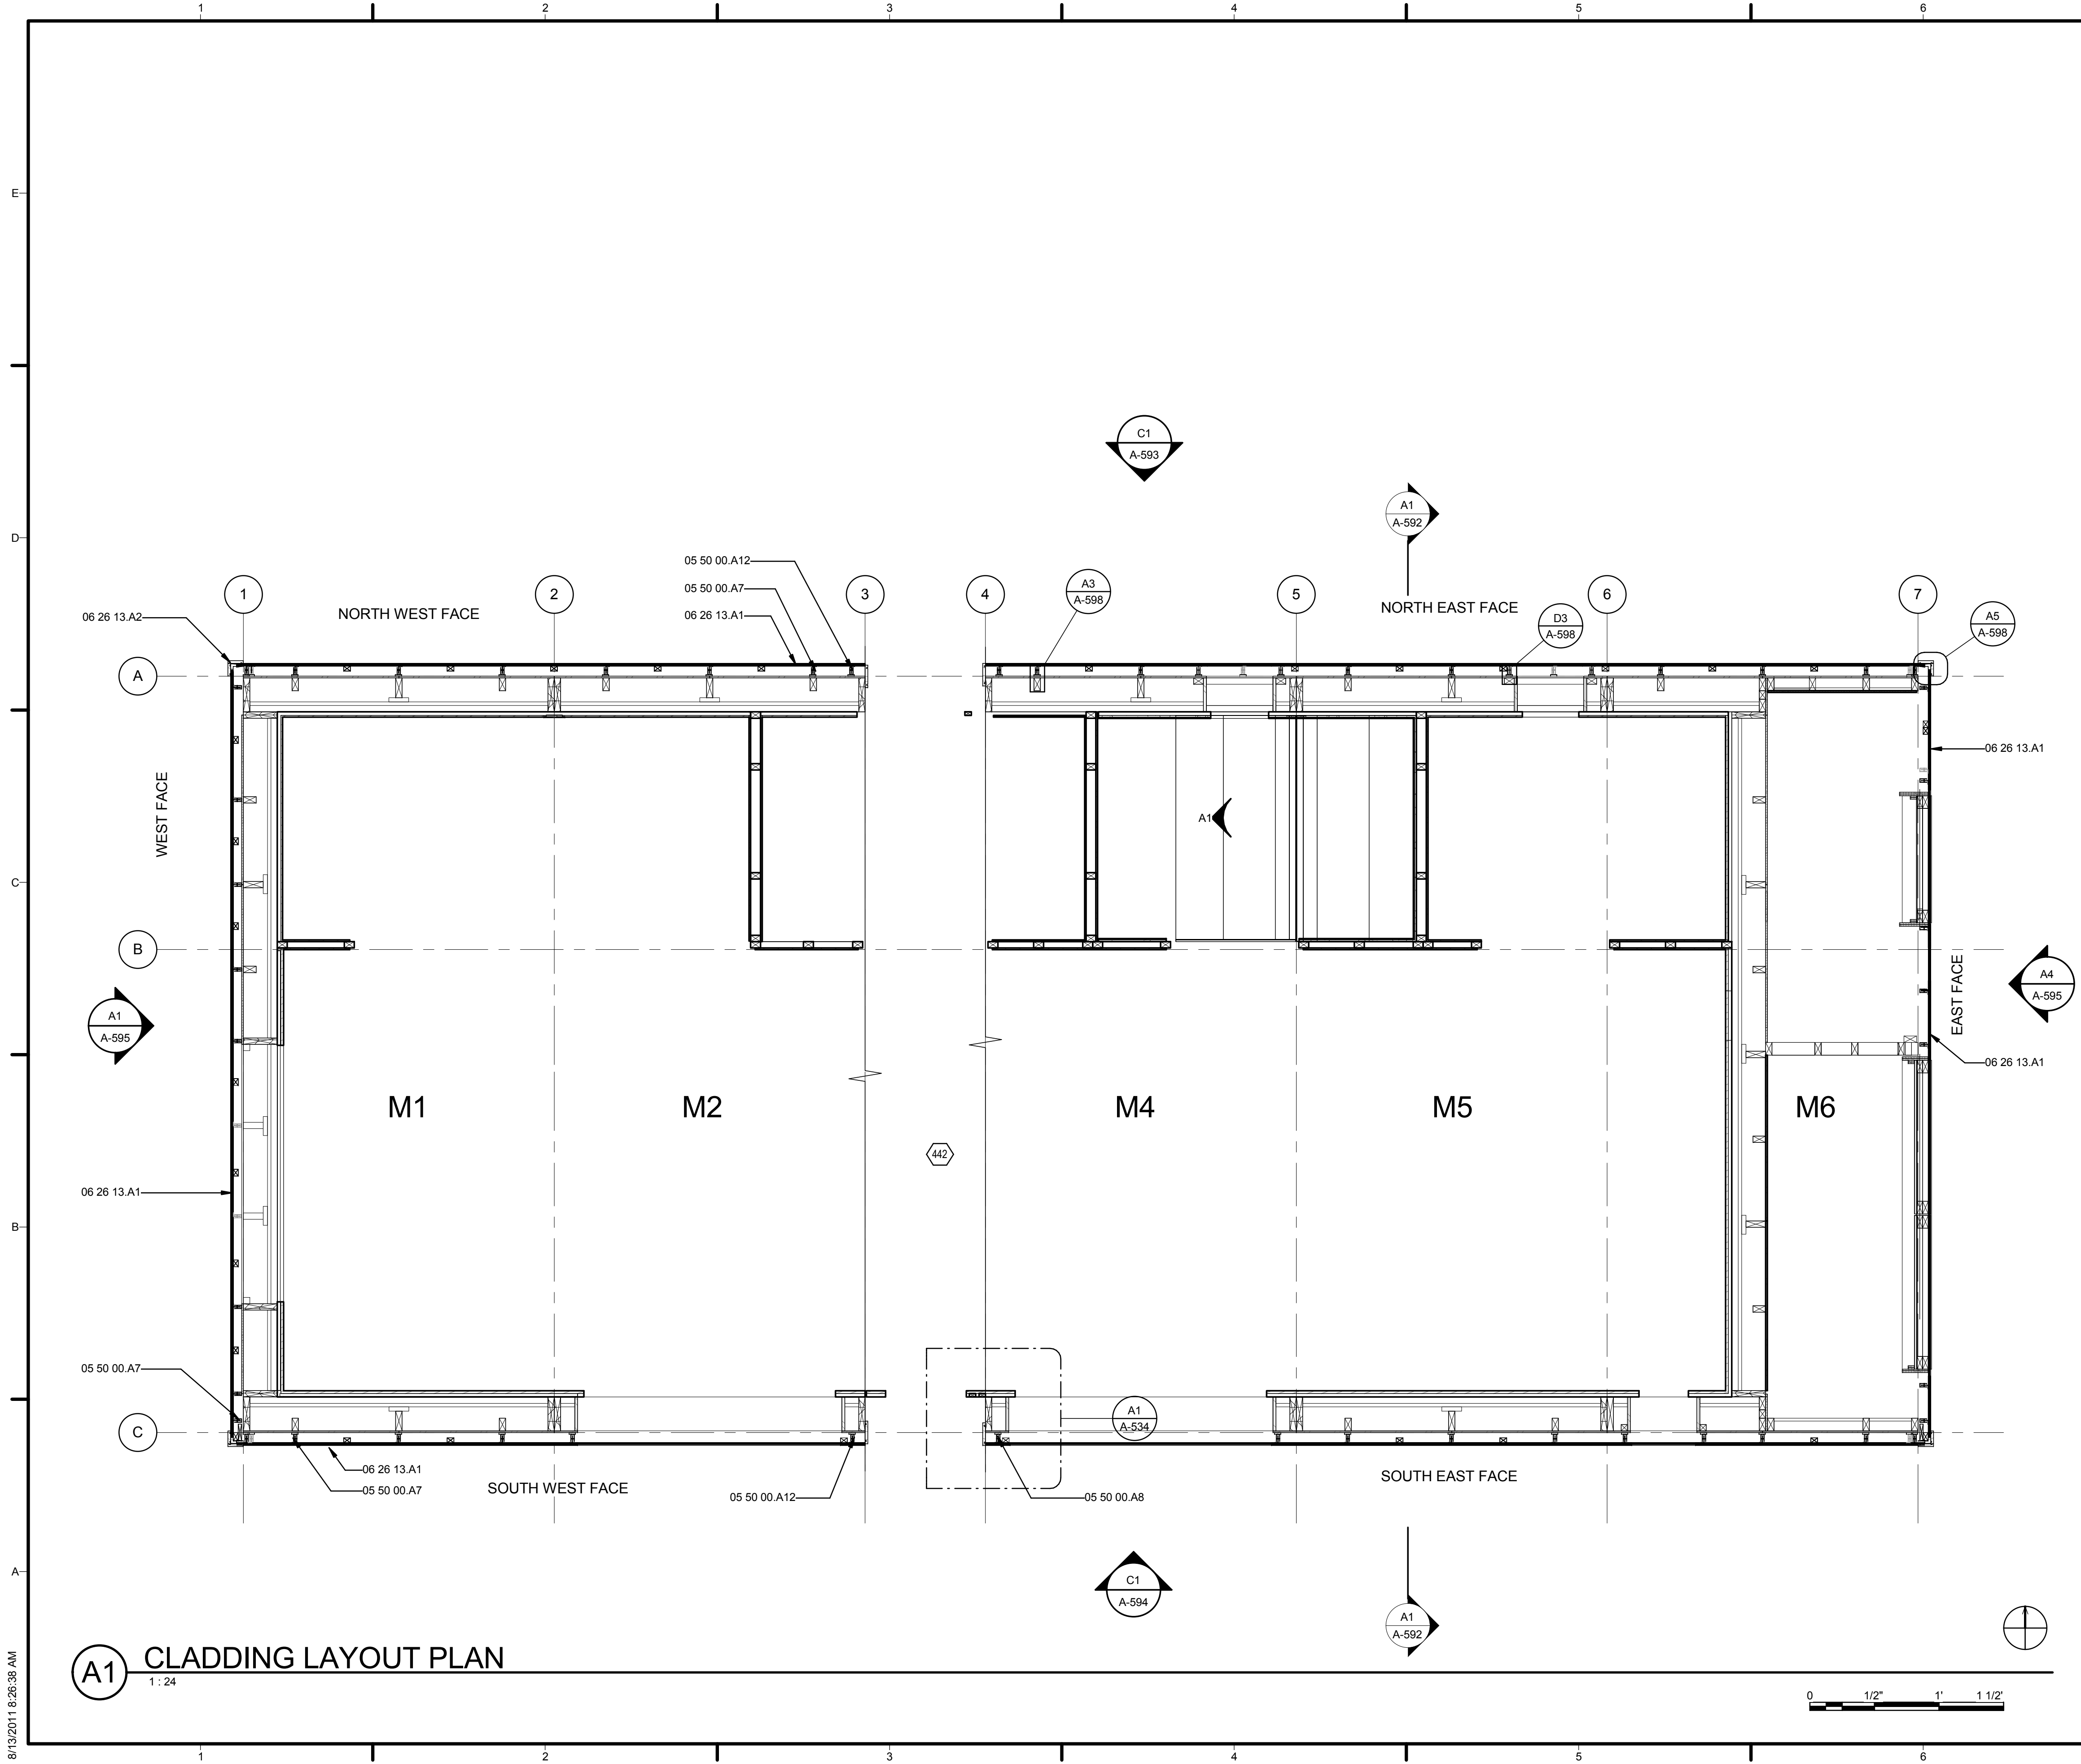 1 2 3 4 5 6
E
D
C
B
A
C1
A-593
A1
A-592
05 50 00.A12
05 50 00.A7
06 26 13.A1
06 26 13.A2
1 2 3 4 5 6 7
A3
A-598
NORTH WEST FACE
NORTH EAST FACE
D3
A-598
A5
A-598
A
06 26 13.A1
WEST FACE
A1
B
A1
A-595
EAST FACE
A4
A-595
06 26 13.A1
M1
M2
M4
M5
M6
442
06 26 13.A1
05 50 00.A7
C
A1
A-534
06 26 13.A1
05 50 00.A7
SOUTH WEST FACE
05 50 00.A12
05 50 00.A8
SOUTH EAST FACE
C1
A-594
A1
A-592
A1
CLADDING LAYOUT PLAN
1 : 24
0 1/2" 1' 1 1/2'
8/13/2011 8:26:38 AM
1 2 3 4 5 6